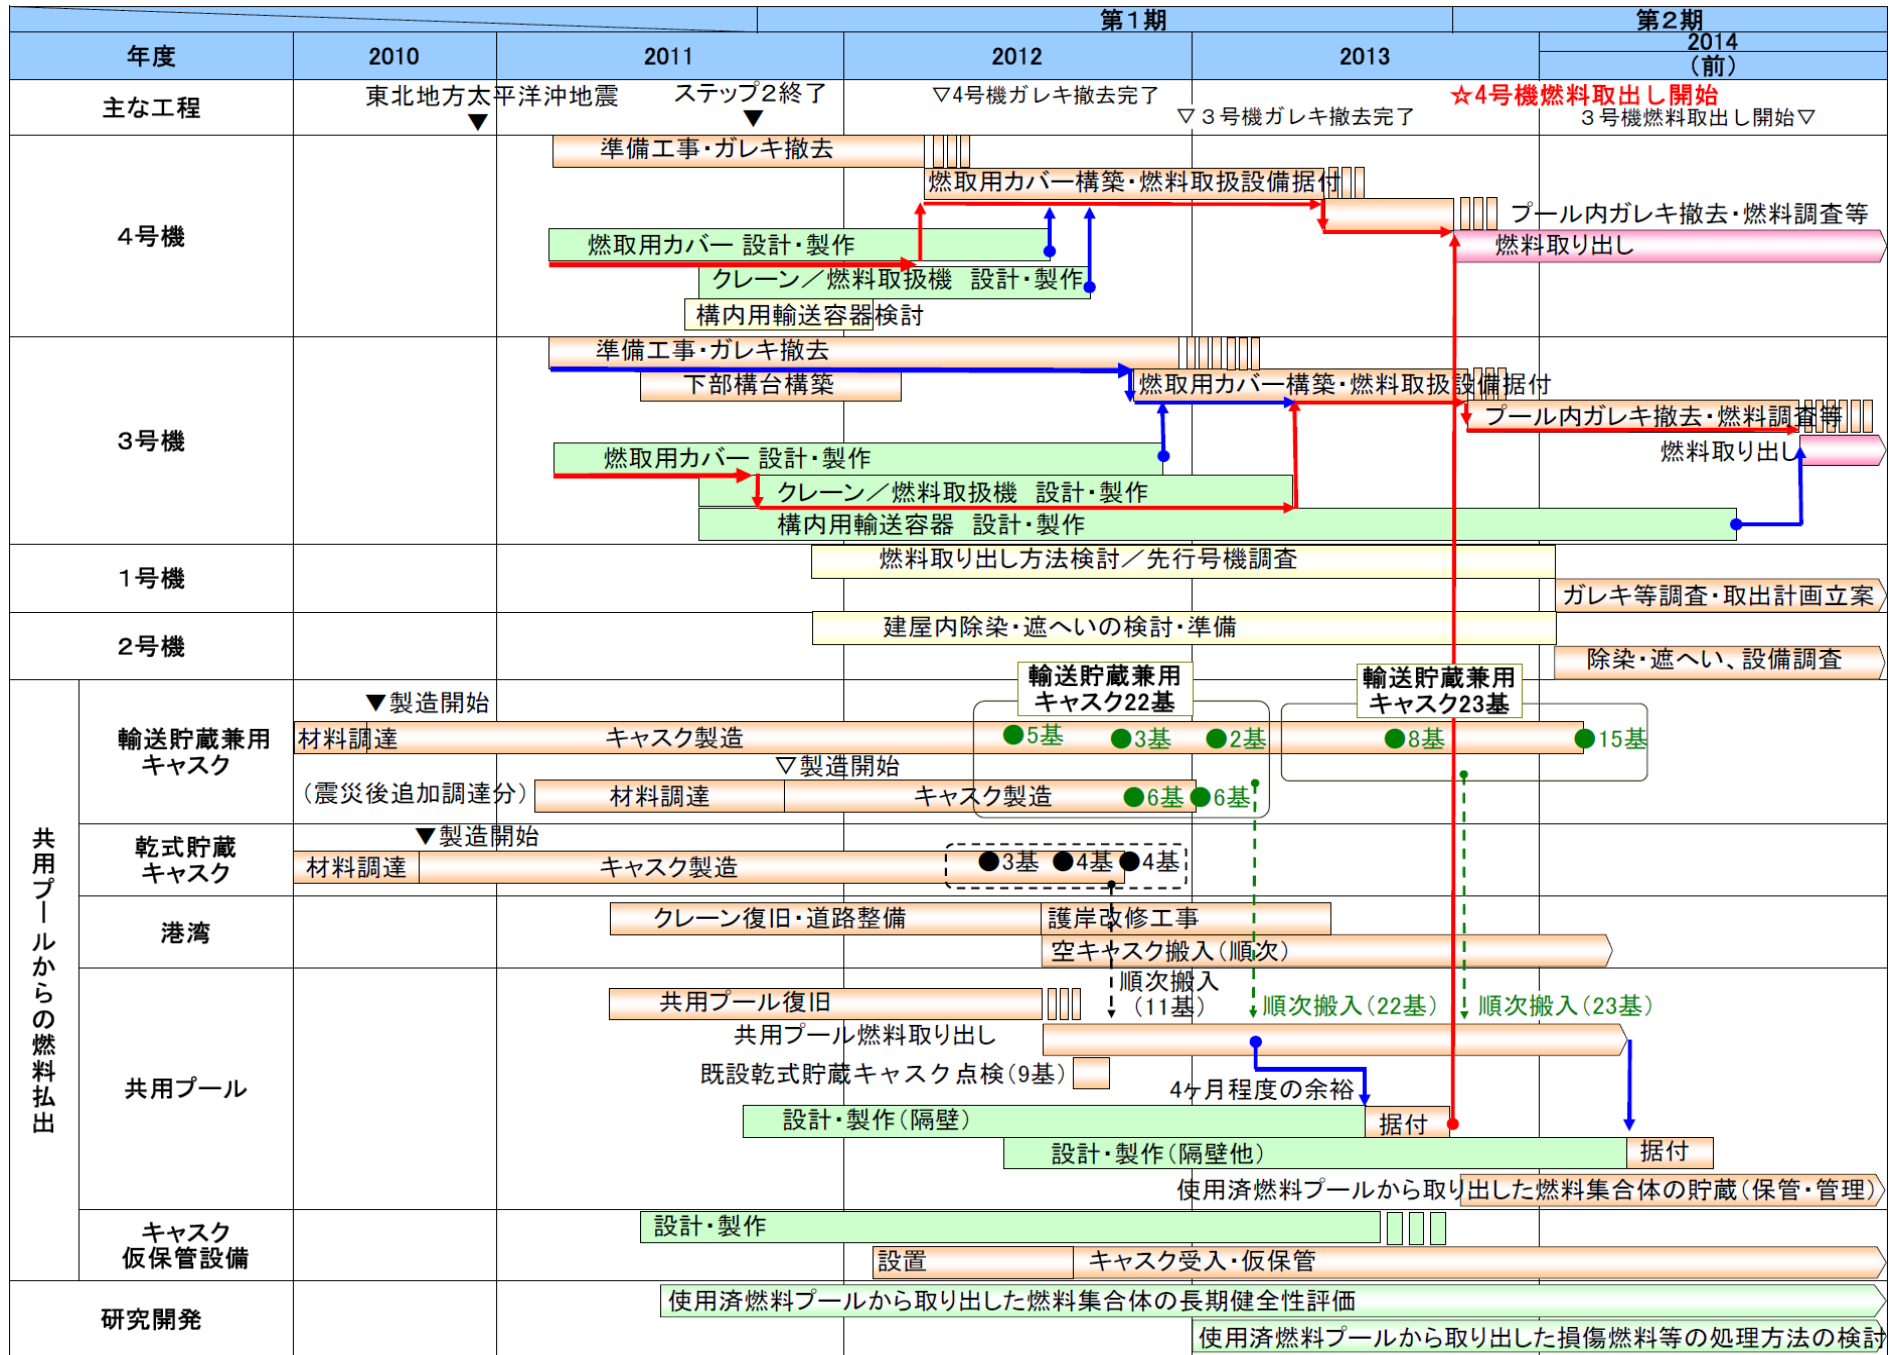 第１期
第２期
年度
2010
2011
2012
2013
2014
（前）
主な工程
東北地方太平洋沖地震
▼
ステップ２終了
▼
▽4号機ガレキ撤去完了
▽３号機ガレキ撤去完了
☆4号機燃料取出し開始
３号機燃料取出し開始▽
４号機
準備工事・ガレキ撤去
燃取用カバー構築・燃料取扱設備据付
プール内ガレキ撤去・燃料調査等
燃取用カバー 設計・製作
燃料取り出し
クレーン／燃料取扱機 設計・製作
構内用輸送容器検討
３号機
準備工事・ガレキ撤去
下部構台構築
燃取用カバー構築・燃料取扱設備据付
プール内ガレキ撤去・燃料調査等
燃料取り出し
燃取用カバー 設計・製作
クレーン／燃料取扱機 設計・製作
構内用輸送容器 設計・製作
１号機
燃料取り出し方法検討／先行号機調査
ガレキ等調査・取出計画立案
２号機
建屋内除染・遮へいの検討・準備
除染・遮へい、設備調査
共用プールからの燃料払出
輸送貯蔵兼用
キャスク
▼製造開始
輸送貯蔵兼用
キャスク22基
輸送貯蔵兼用
キャスク23基
材料調達
キャスク製造
●5基
●3基
●2基
●8基
●15基
▽製造開始
（震災後追加調達分）
材料調達
キャスク製造
●6基
●6基
乾式貯蔵
キャスク
▼製造開始
材料調達
キャスク製造
●3基
●4基
●4基
港湾
クレーン復旧・道路整備
護岸改修工事
空キャスク搬入（順次）
共用プール
共用プール復旧
順次搬入
（11基）
順次搬入（22基）
順次搬入（23基）
共用プール燃料取り出し
既設乾式貯蔵キャスク点検（9基）
4ヶ月程度の余裕
設計・製作（隔壁）
据付
設計・製作（隔壁他）
据付
使用済燃料プールから取り出した燃料集合体の貯蔵（保管・管理）
キャスク
仮保管設備
設計・製作
設置
キャスク受入・仮保管
研究開発
使用済燃料プールから取り出した燃料集合体の長期健全性評価
使用済燃料プールから取り出した損傷燃料等の処理方法の検討